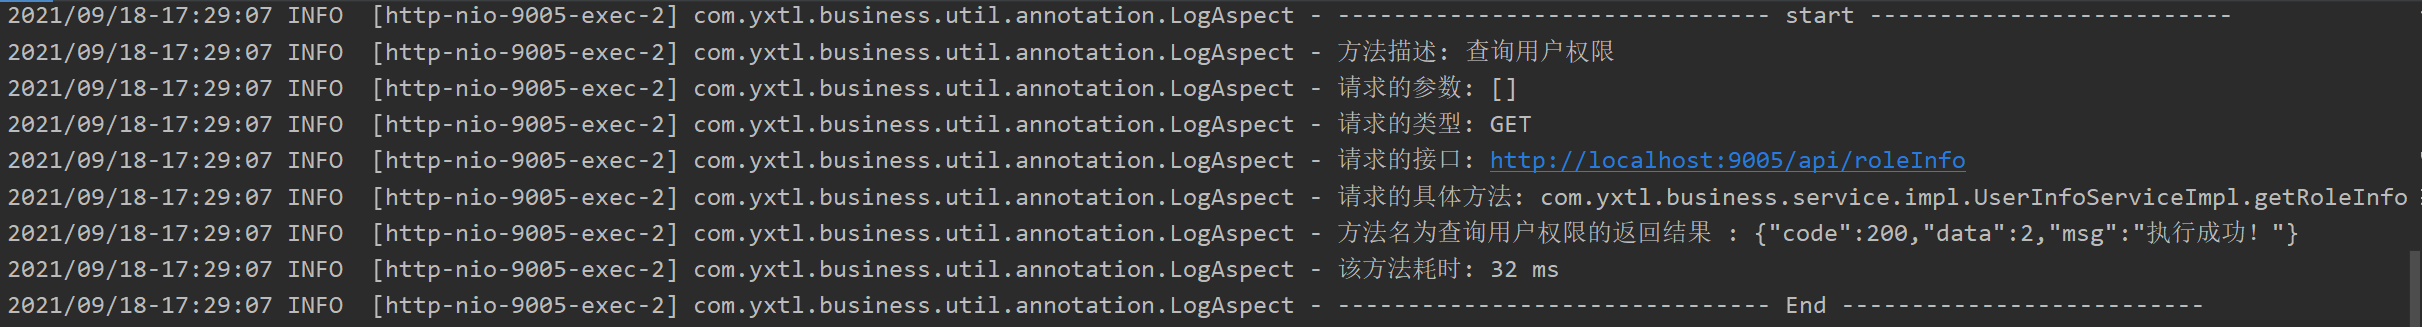 2021/09/18-17:29:07 INFO  [http-nio-9005-exec-2] com.yxtl.business.util.annotation.LogAspect - ------------------------------- start --------------------------
2021/09/18-17:29:07 INFO  [http-nio-9005-exec-2] com.yxtl.business.util.annotation.LogAspect - 方法描述: 查询用户权限
2021/09/18-17:29:07 INFO  [http-nio-9005-exec-2] com.yxtl.business.util.annotation.LogAspect - 请求的参数: []
2021/09/18-17:29:07 INFO  [http-nio-9005-exec-2] com.yxtl.business.util.annotation.LogAspect - 请求的类型: GET
2021/09/18-17:29:07 INFO  [http-nio-9005-exec-2] com.yxtl.business.util.annotation.LogAspect - 请求的接口: http://localhost:9005/api/roleInfo
2021/09/18-17:29:07 INFO  [http-nio-9005-exec-2] com.yxtl.business.util.annotation.LogAspect - 请求的具体方法: com.yxtl.business.service.impl.UserInfoServiceImpl.getRoleInfo
2021/09/18-17:29:07 INFO  [http-nio-9005-exec-2] com.yxtl.business.util.annotation.LogAspect - 方法名为查询用户权限的返回结果 : {"code":200,"data":2,"msg":"执行成功！"}
2021/09/18-17:29:07 INFO  [http-nio-9005-exec-2] com.yxtl.business.util.annotation.LogAspect - 该方法耗时: 32 ms
2021/09/18-17:29:07 INFO  [http-nio-9005-exec-2] com.yxtl.business.util.annotation.LogAspect - ------------------------------- End --------------------------